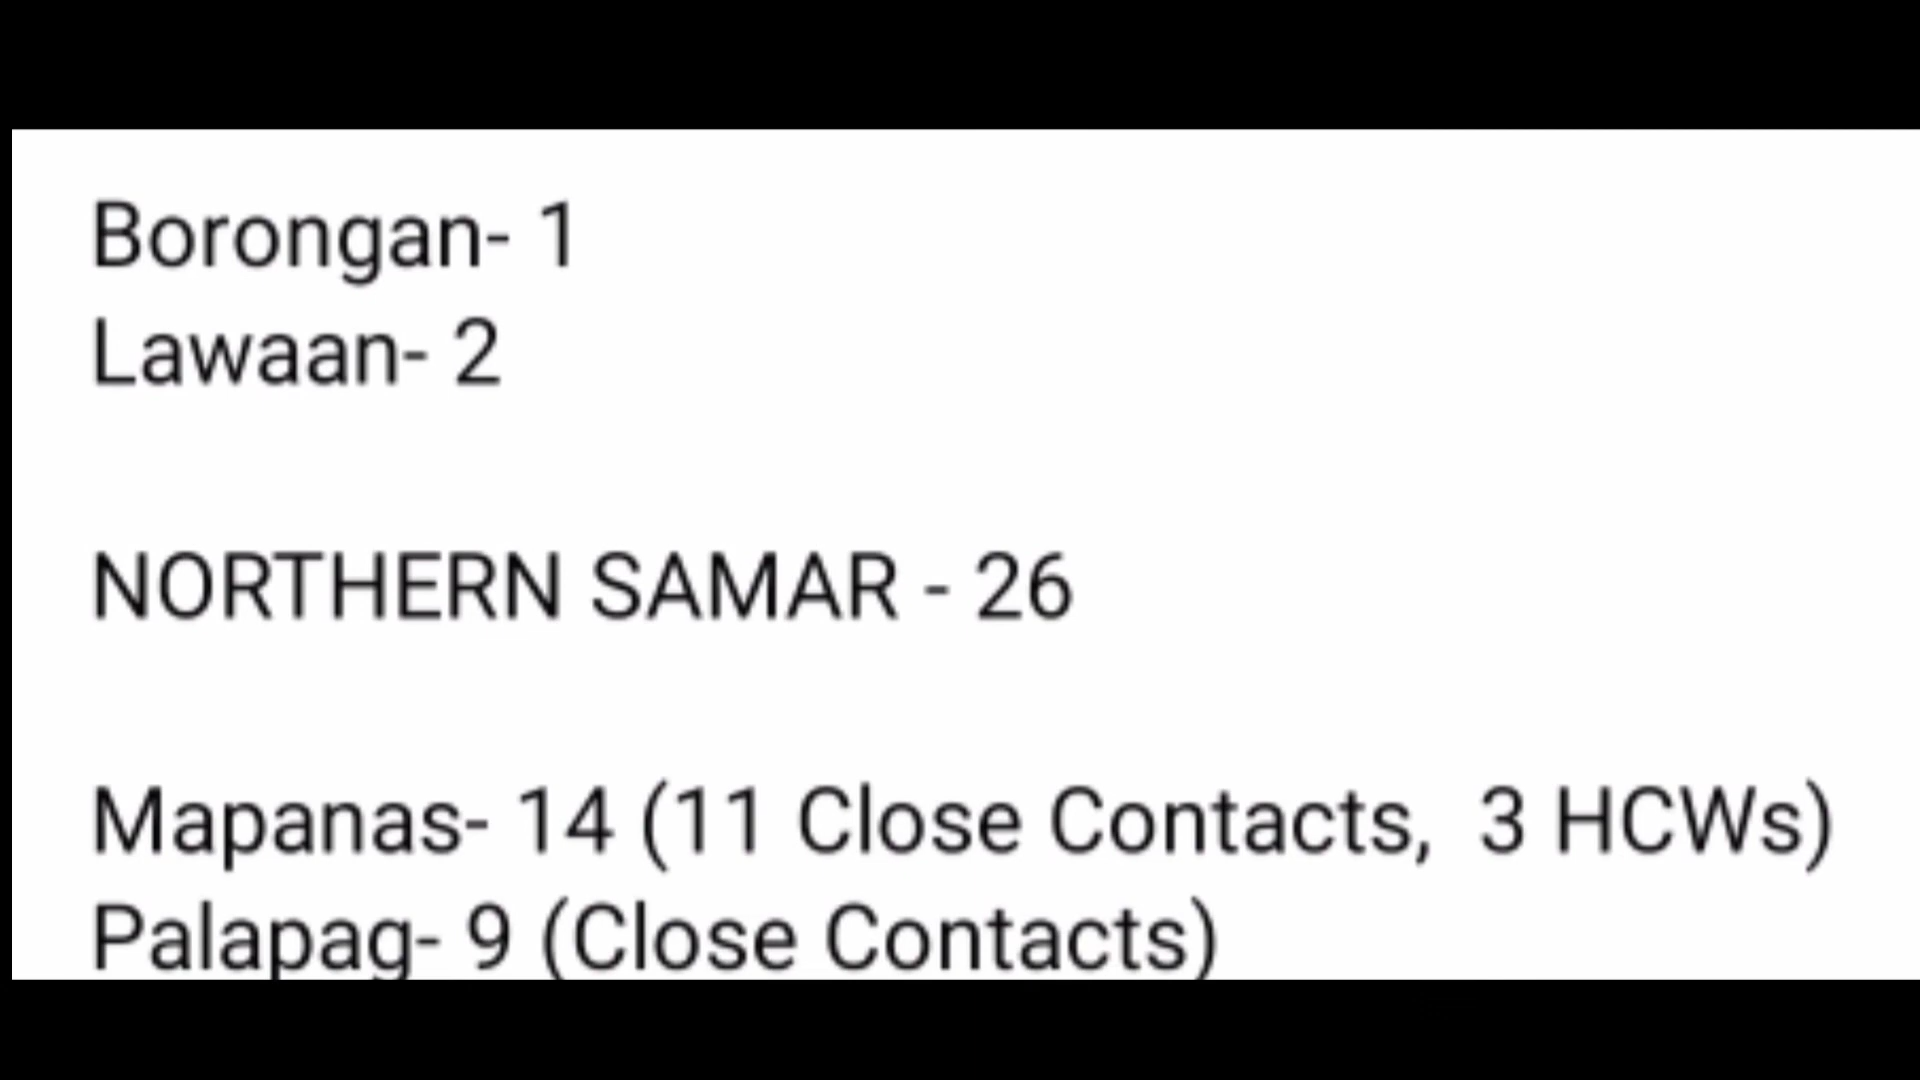 Borongan- 1
Lawaan- 2
NORTHERN SAMAR - 26
Mapanas- 14 (11 Close Contacts,  3 HCWs)
Palapag- 9 (Close Contacts)